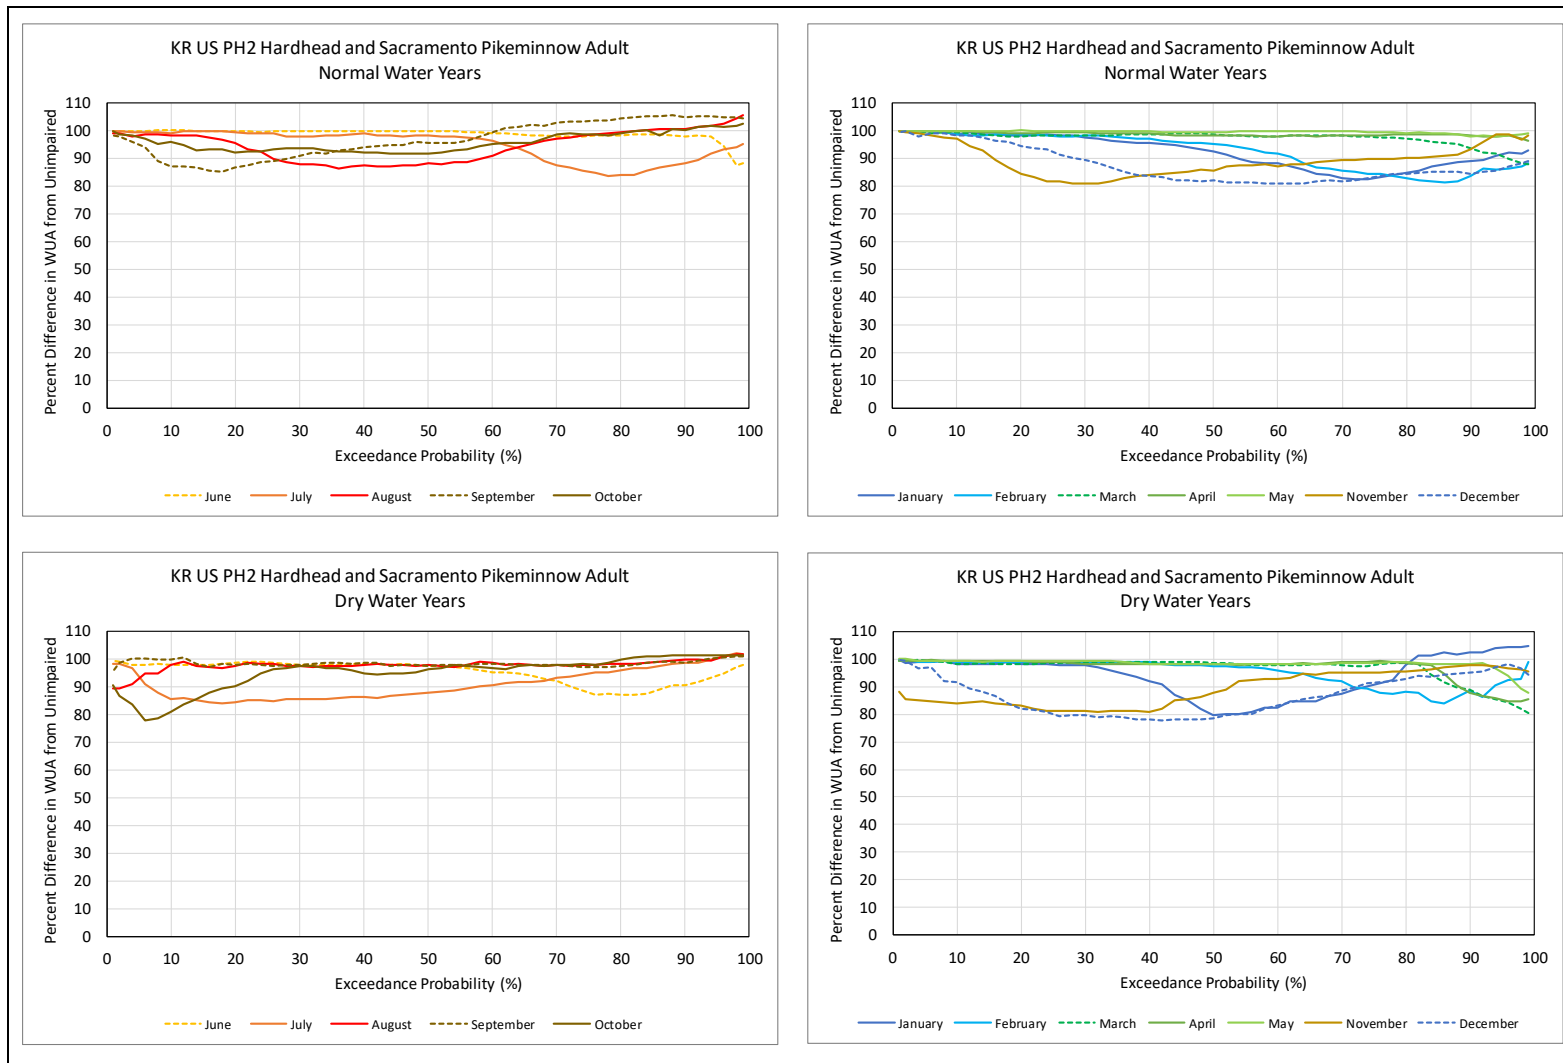 KR US PH2 Hardhead and Sacramento Pikeminnow Adult
Normal Water Years
Percent Difference in WUA from Unimpaired
110
100
90
80
70
60
50
40
30
20
10
0
0 10 20 30 40 50 60 70 80 90 100
Exceedance Probability (%)
June July August September October
KR US PH2 Hardhead and Sacramento Pikeminnow Adult
Normal Water Years
Percent Difference in WUA from Unimpaired
110
100
90
80
70
60
50
40
30
20
10
0
0 10 20 30 40 50 60 70 80 90 100
Exceedance Probability (%)
January February March April May November December
KR US PH2 Hardhead and Sacramento Pikeminnow Adult
Dry Water Years
Percent Difference in WUA from Unimpaired
110
100
90
80
70
60
50
40
30
20
10
0
0 10 20 30 40 50 60 70 80 90 100
Exceedance Probability (%)
June July August September October
KR US PH2 Hardhead and Sacramento Pikeminnow Adult
Dry Water Years
Percent Difference in WUA from Unimpaired
110
100
90
80
70
60
50
40
30
20
10
0
0 10 20 30 40 50 60 70 80 90 100
Exceedance Probability (%)
January February March April May November December